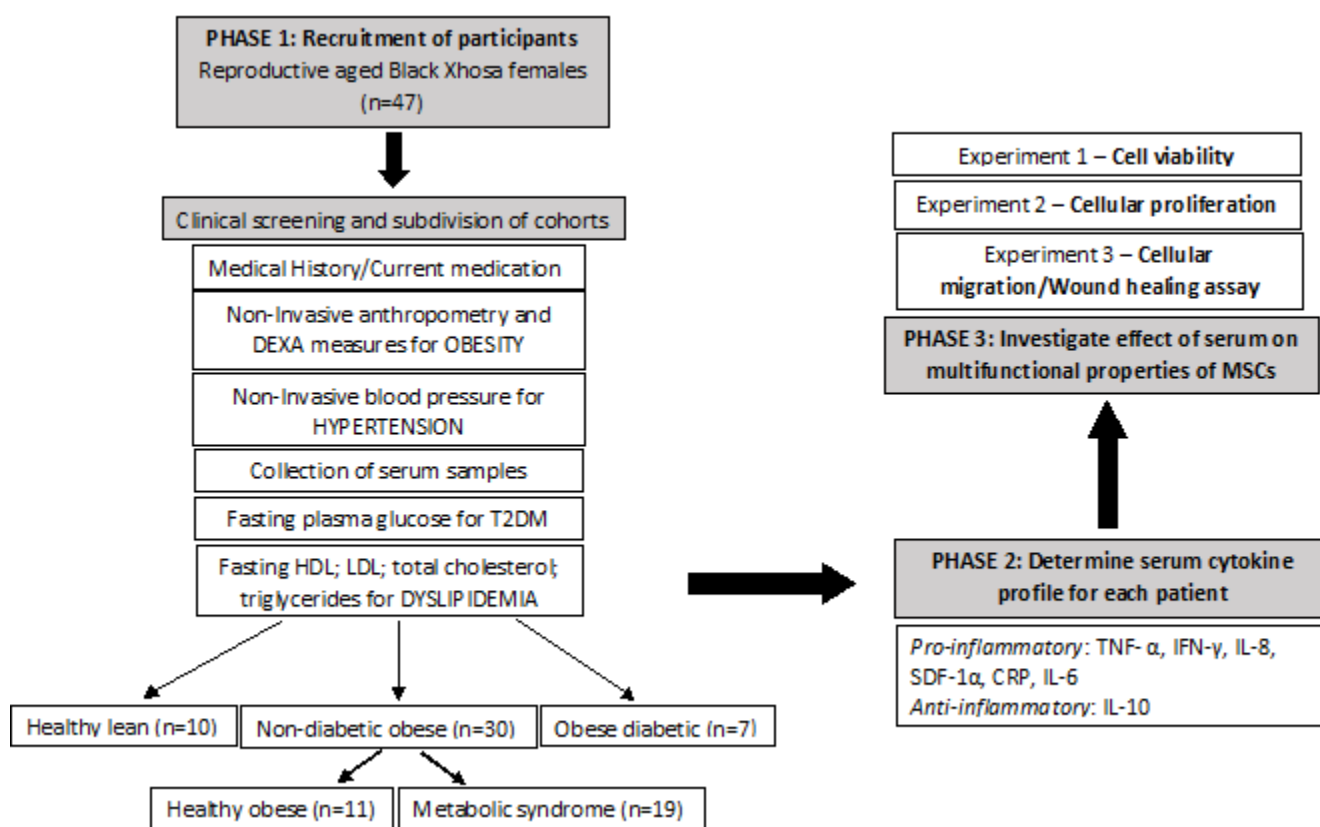 PHASE 1: Recruitment of participants
Reproductive aged Black Xhosa females
(n=47)
Clinical screening and subdivision of cohorts
Medical History/Current medication
Non-Invasive anthropometry and
DEXA measures for OBESITY
Non-Invasive blood pressure for
HYPERTENSION
Collection of serum samples
Fasting plasma glucose for T2DM
Fasting HDL; LDL; total cholesterol;
triglycerides for DYSLIPIDEMIA
Healthy lean (n=10)
Non-diabetic obese (n=30)
Obese diabetic (n=7)
Healthy obese (n=11)
Metabolic syndrome (n=19)
PHASE 2: Determine serum cytokine
profile for each patient
Pro-inflammatory: TNF- α, IFN-γ, IL-8,
SDF-1α, CRP, IL-6
Anti-inflammatory: IL-10
Experiment 1 – Cell viability
Experiment 2 – Cellular proliferation
Experiment 3 – Cellular
migration/Wound healing assay
PHASE 3: Investigate effect of serum on
multifunctional properties of MSCs